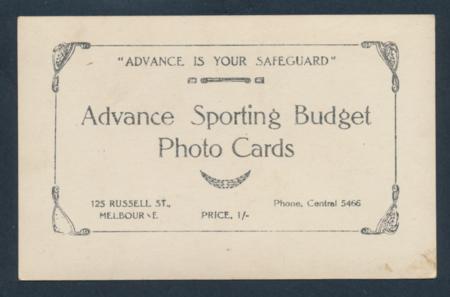 "ADVANCE IS YOUR SAFEGUARD"
Advance Sporting Budget
Photo Cards
125 RUSSELL ST.,
MELBOURNE
PRICE, 1/-
Phone, Central 5466